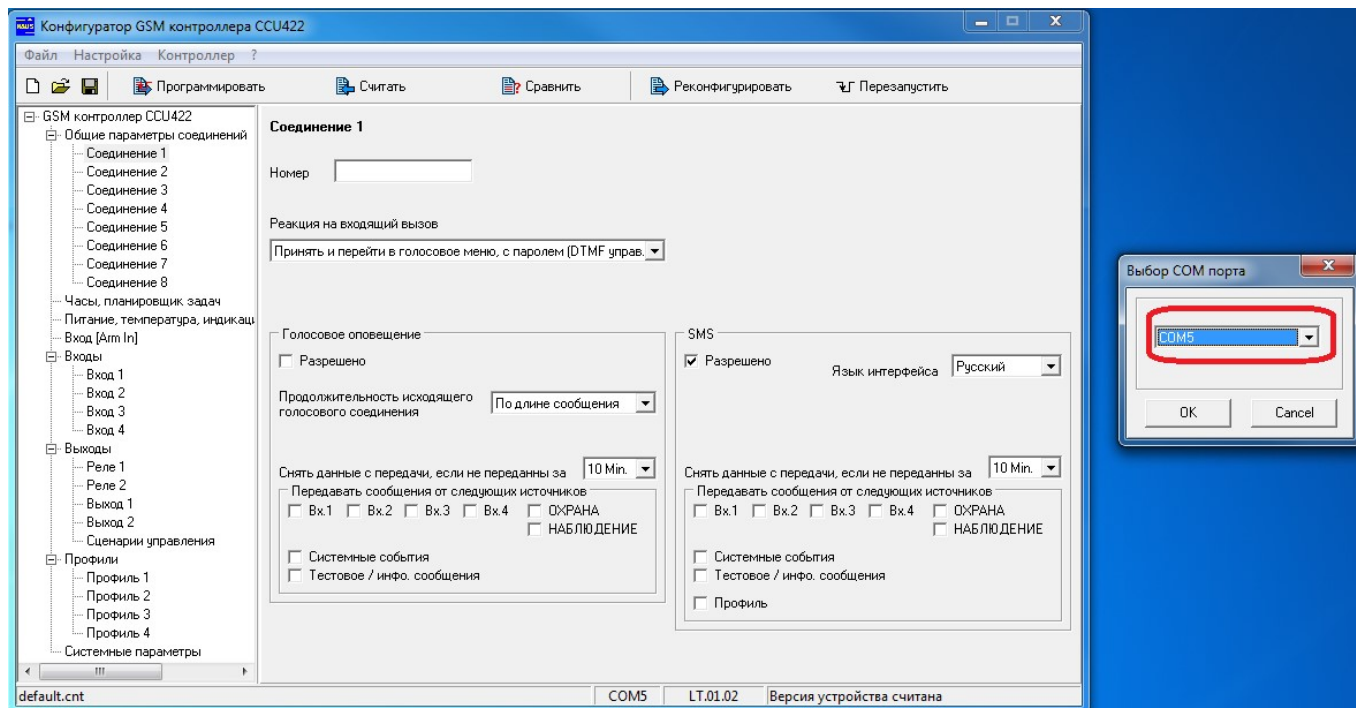 Конфигуратор GSM контроллера CCU422
Файл Настройка Контроллер ?
Программировать Считать Сравнить Реконфигурировать Перезапустить
GSM контроллер CCU422
Общие параметры соединений
Соединение 1
Соединение 2
Соединение 3
Соединение 4
Соединение 5
Соединение 6
Соединение 7
Соединение 8
Часы, планировщик задач
Питание, температура, индикаци
Вход [Arm In]
Входы
Вход 1
Вход 2
Вход 3
Вход 4
Выходы
Реле 1
Реле 2
Выход 1
Выход 2
Сценарии управления
Профили
Профиль 1
Профиль 2
Профиль 3
Профиль 4
Системные параметры
Соединение 1
Номер
Реакция на входящий вызов
Принять и перейти в голосовое меню, с паролем (DTMF управ.
Голосовое оповещение
Разрешено
Продолжительность исходящего
голосового соединения
По длине сообщения
Снять данные с передачи, если не переданны за 10 Min.
Передавать сообщения от следующих источников
Вх.1 Вх.2 Вх.3 Вх.4 ОХРАНА
НАБЛЮДЕНИЕ
Системные события
Тестовое / инфо. сообщения
SMS
Разрешено
Язык интерфейса Русский
Снять данные с передачи, если не переданны за 10 Min.
Передавать сообщения от следующих источников
Вх.1 Вх.2 Вх.3 Вх.4 ОХРАНА
НАБЛЮДЕНИЕ
Системные события
Тестовое / инфо. сообщения
Профиль
default.cnt COM5 LT.01.02 Версия устройства считана
Выбор COM порта
COM5
OK Cancel